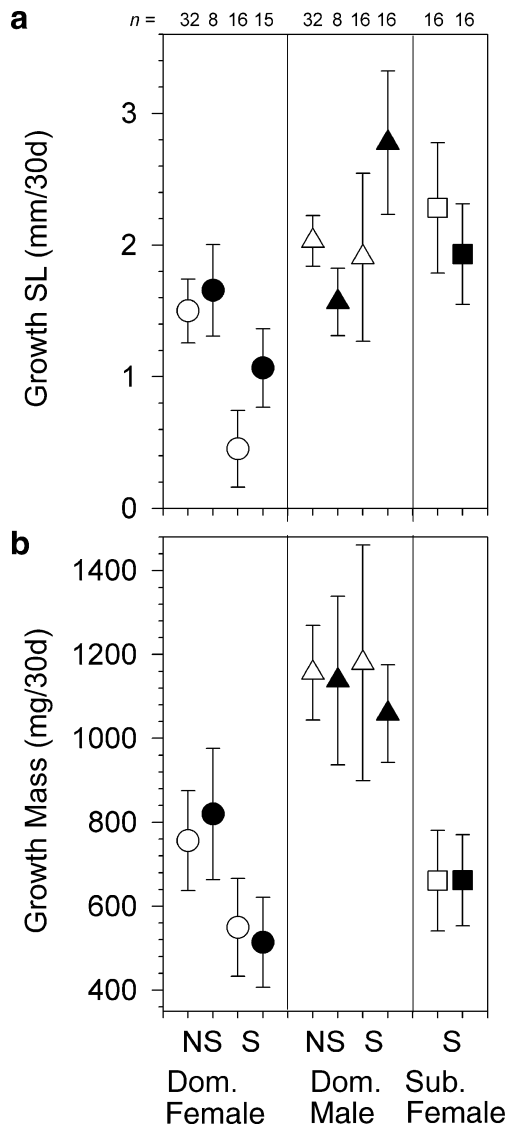 a
n = 32 8 16 15 32 8 16 16 16 16
3
2
1
0
Growth SL (mm/30d)
b
1400
1200
1000
800
600
400
Growth Mass (mg/30d)
NS S NS S S
Dom. Dom. Sub.
Female Male Female